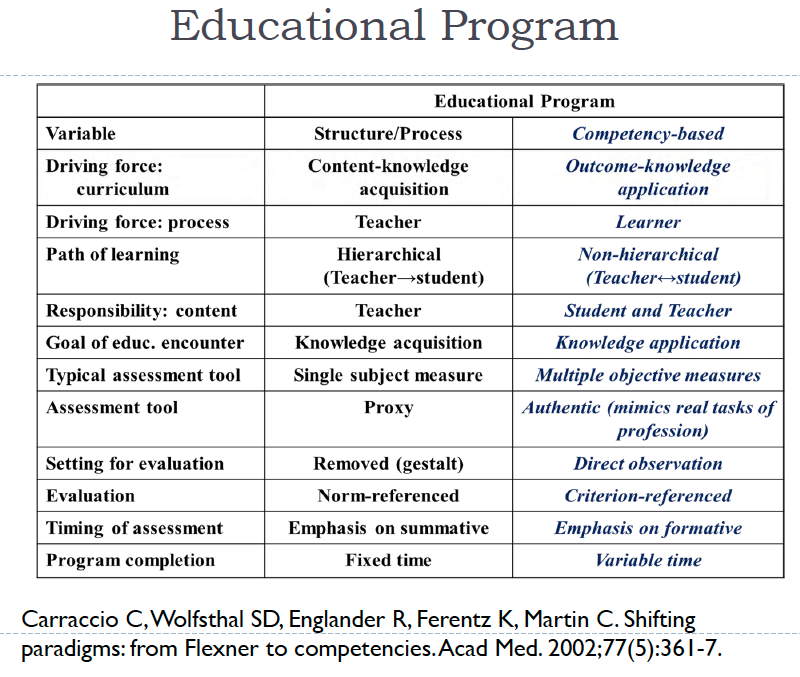 Educational Program
Educational Program
Variable Structure/Process Competency-based
Driving force: Content-knowledge Outcome-knowledge
curriculum acquisition application
Driving force: process Teacher Learner
Path of learning Hierarchical Non-hierarchical
(Teacher→student) (Teacher↔student)
Responsibility: content Teacher Student and Teacher
Goal of educ. encounter Knowledge acquisition Knowledge application
Typical assessment tool Single subject measure Multiple objective measures
Assessment tool Proxy Authentic (mimics real tasks of
profession)
Setting for evaluation Removed (gestalt) Direct observation
Evaluation Norm-referenced Criterion-referenced
Timing of assessment Emphasis on summative Emphasis on formative
Program completion Fixed time Variable time
Carraccio C, Wolfsthal SD, Englander R, Ferentz K, Martin C. Shifting
paradigms: from Flexner to competencies. Acad Med. 2002;77(5):361-7.